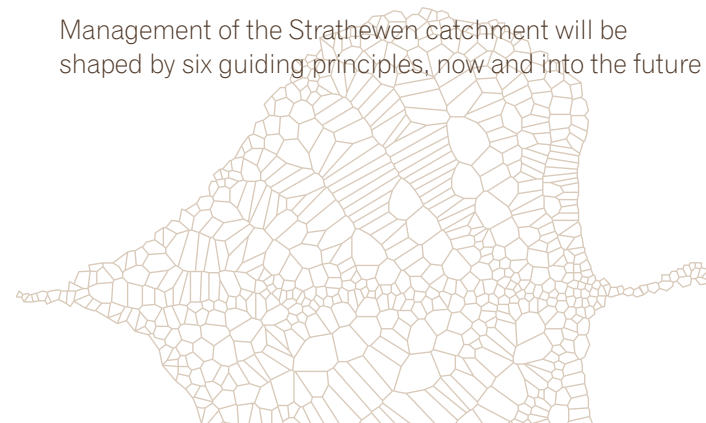 Management of the Strathewen catchment will be
shaped by six guiding principles, now and into the future